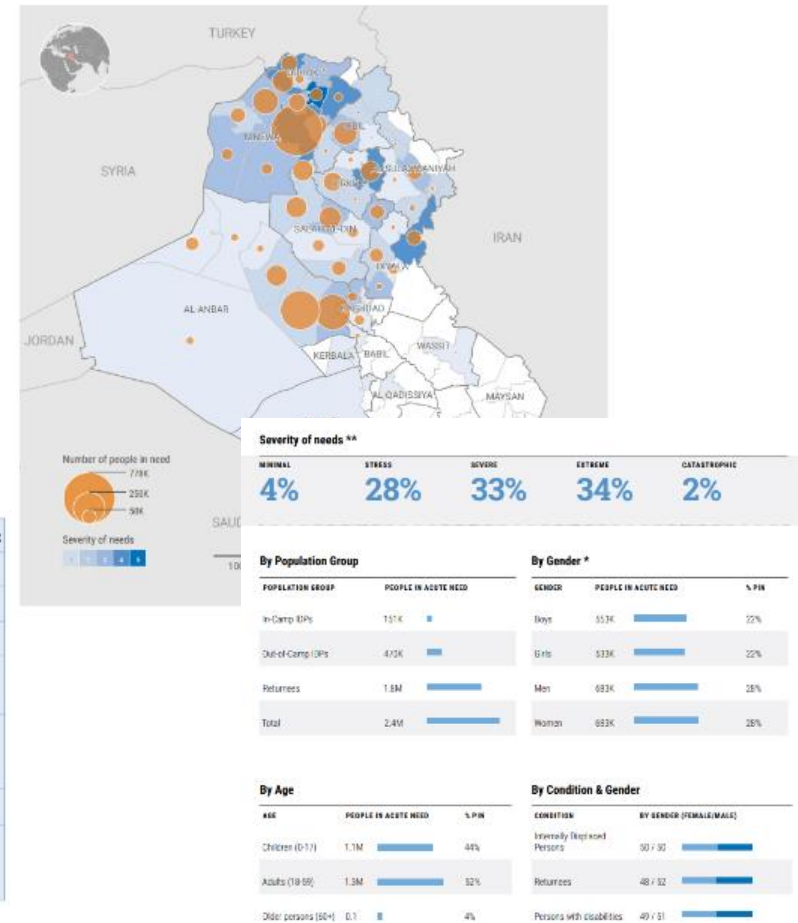 TURKEY
SYRIA
IRAN
SALAH AL-DIN
DIYALA
AL-ANBAR
BAGHDAD
JORDAN
KERBALA
BABIL
WASSIT
AL-QADISSIYA
MAYSAN
Number of people in need
778K
250K
50K
Severity of needs
Severity of needs **
MINIMAL STRESS SEVERE EXTREME CATASTROPHIC
4% 28% 33% 34% 2%
By Population Group
POPULATION GROUP PEOPLE IN ACUTE NEED
In-Camp IDPs 151K
Out-of-Camp IDPs 470K
Returnees 1.8M
Total 2.4M
By Gender *
GENDER PEOPLE IN ACUTE NEED % PIN
Boys 553K 22%
Girls 533K 22%
Men 683K 28%
Women 683K 28%
By Age
AGE PEOPLE IN ACUTE NEED % PIN
Children (0-17) 1.1M 44%
Adults (18-59) 1.3M 52%
Older persons (60+) 0.1 4%
By Condition & Gender
CONDITION BY GENDER (FEMALE/MALE)
Internally Displaced
Persons 50 / 50
Returnees 48 / 52
Persons with disabilities 49 / 51